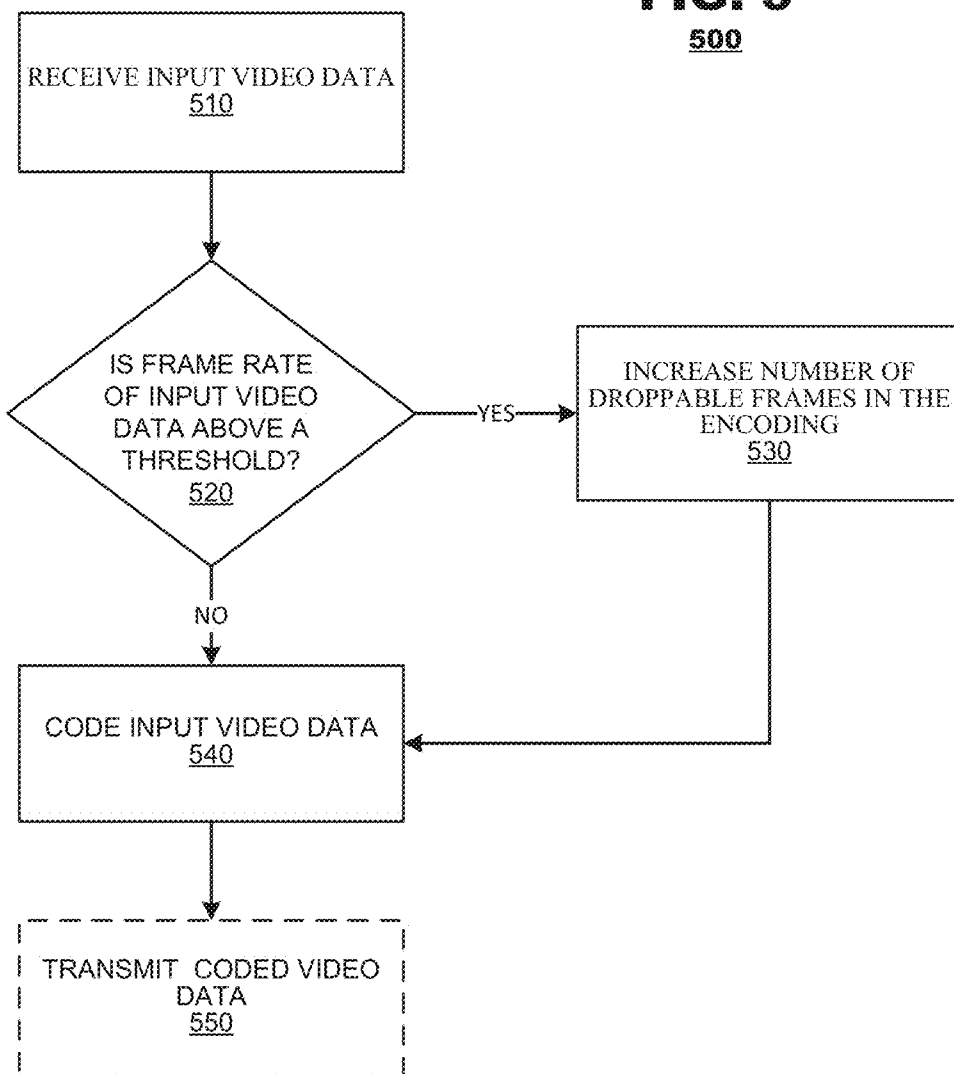 500
RECEIVE INPUT VIDEO DATA
510
IS FRAME RATE
OF INPUT VIDEO
DATA ABOVE A
THRESHOLD?
520
YES
INCREASE NUMBER OF
DROPPABLE FRAMES IN THE
ENCODING
530
NO
CODE INPUT VIDEO DATA
540
TRANSMIT CODED VIDEO
DATA
550